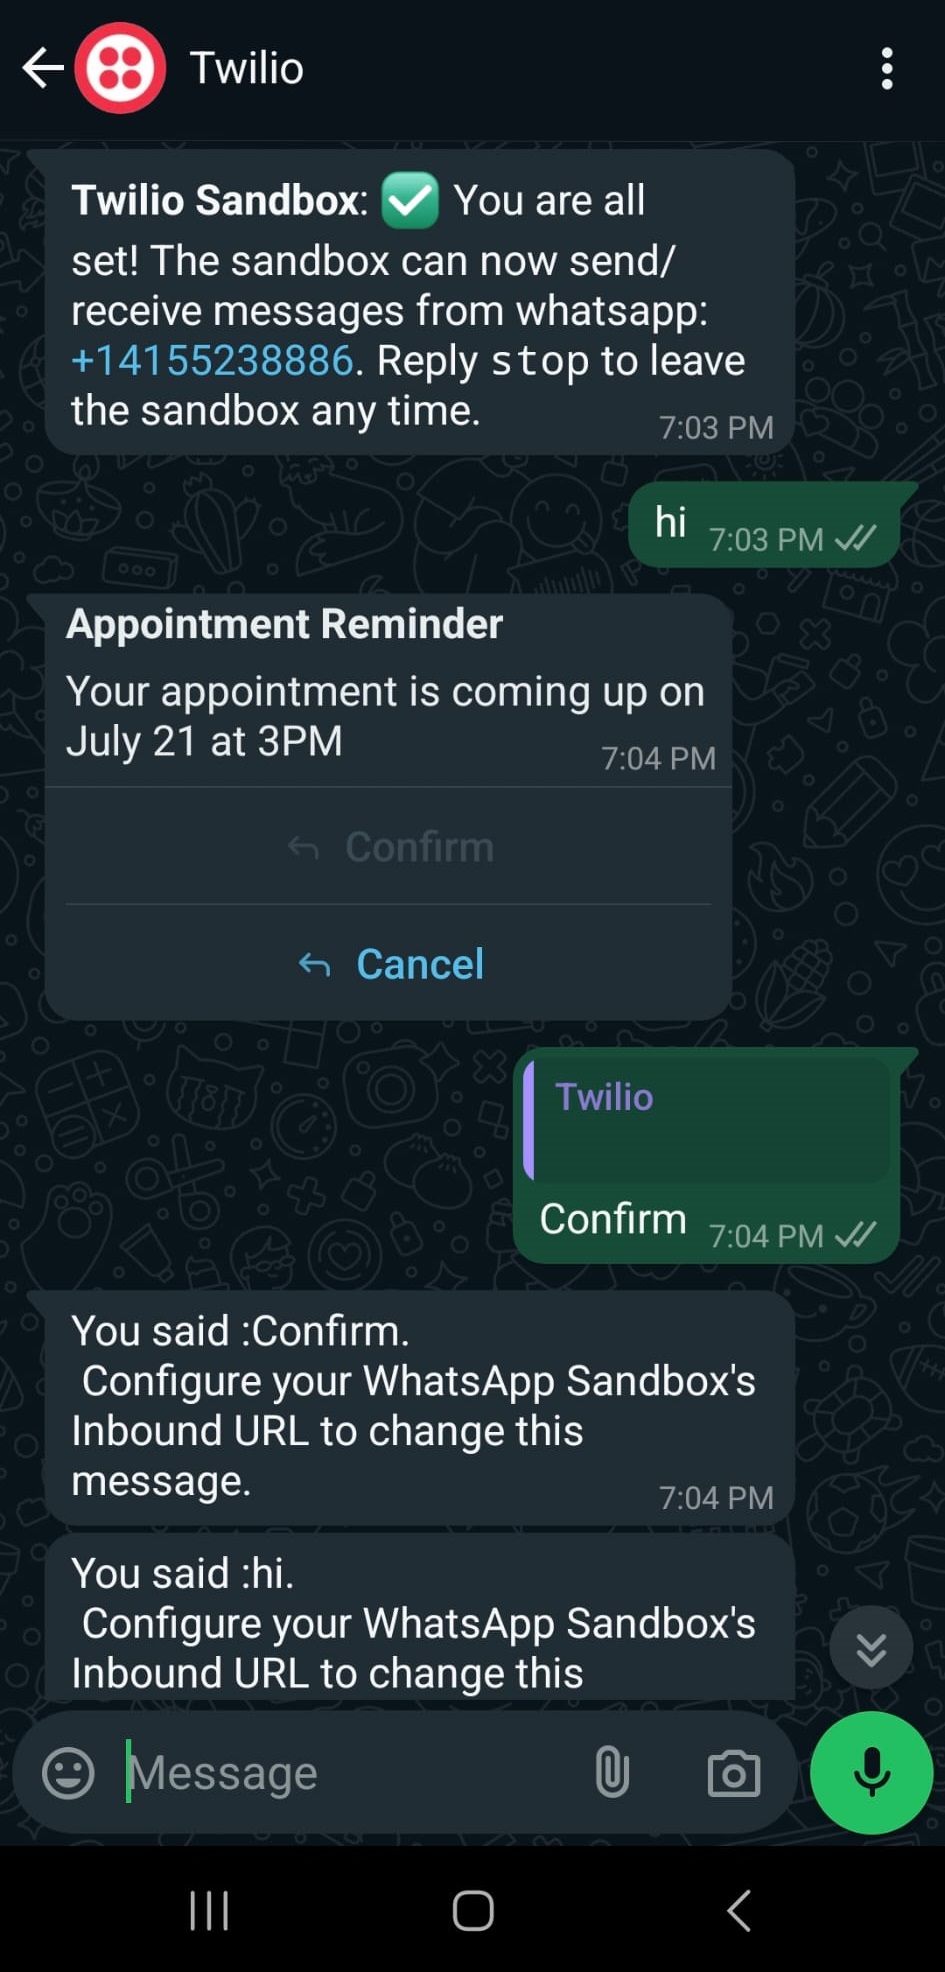 Twilio
Twilio Sandbox: ✅ You are all
set! The sandbox can now send/
receive messages from whatsapp:
+14155238886. Reply stop to leave
the sandbox any time.
7:03 PM
hi
7:03 PM
Appointment Reminder
Your appointment is coming up on
July 21 at 3PM
7:04 PM
Confirm
Cancel
Twilio
Confirm
7:04 PM
You said :Confirm.
Configure your WhatsApp Sandbox's
Inbound URL to change this
message.
7:04 PM
You said :hi.
Configure your WhatsApp Sandbox's
Inbound URL to change this
Message